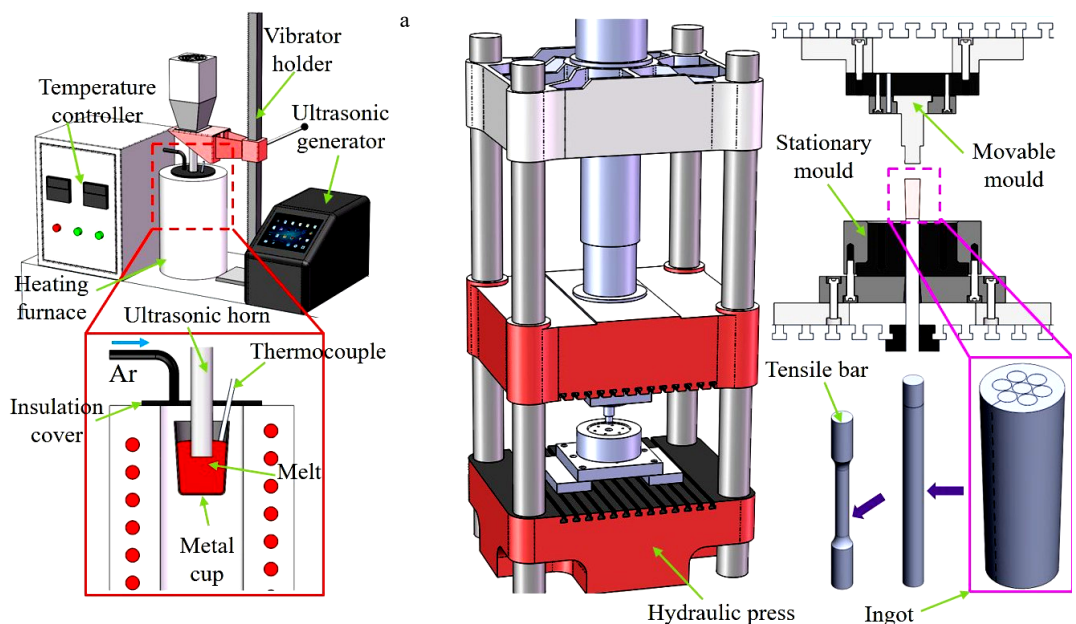 a
Vibrator
holder
Temperature
controller
Ultrasonic
generator
Heating
furnace
Ultrasonic horn
Thermocouple
Ar
Insulation
cover
Melt
Metal
cup
Hydraulic press
Stationary
mould
Movable
mould
Tensile bar
Ingot